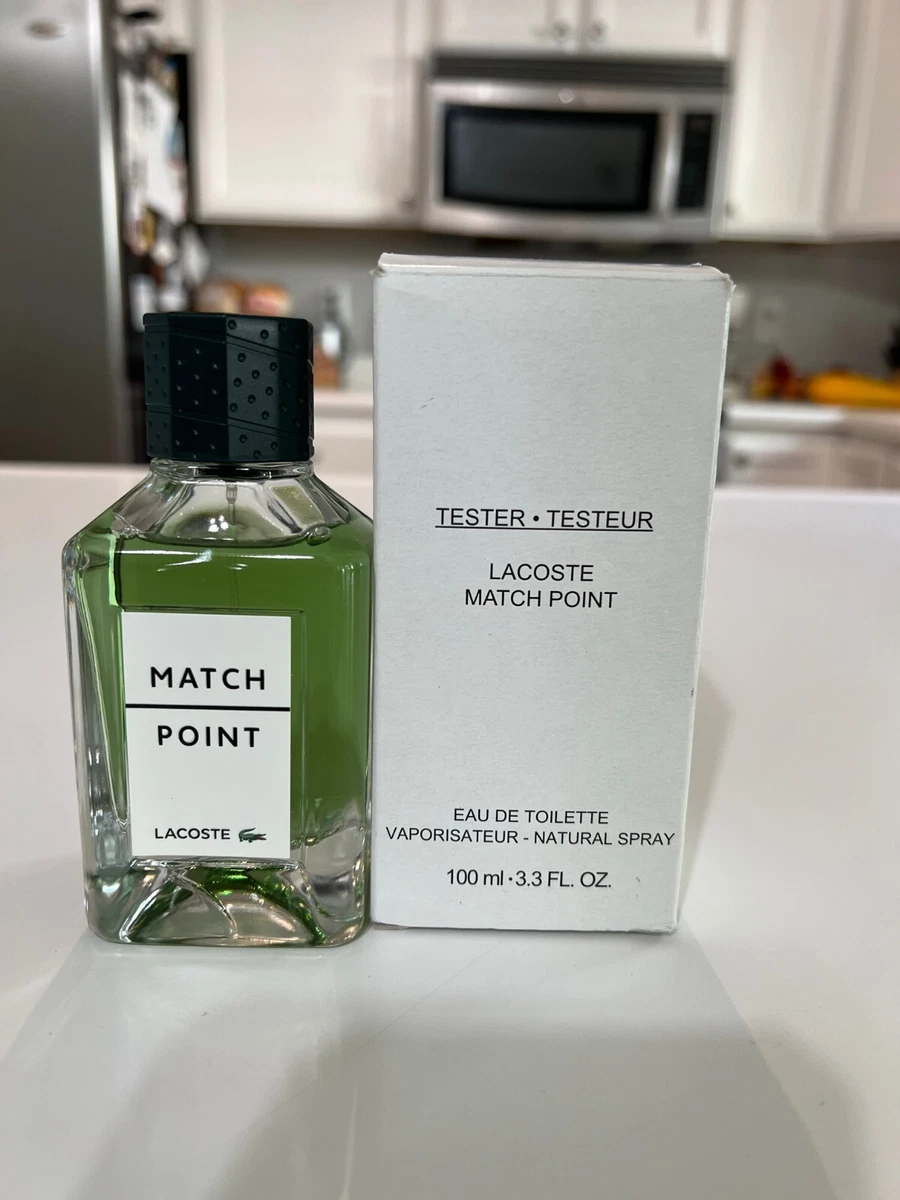 MATCH
POINT
LACOSTE
TESTER • TESTEUR
LACOSTE
MATCH POINT
EAU DE TOILETTE
VAPORISATEUR - NATURAL SPRAY
100 ml • 3.3 FL. OZ.